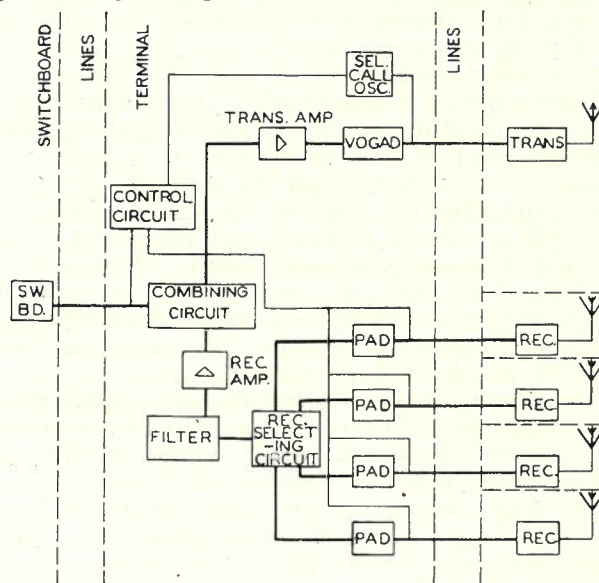 SWITCHBOARD
LINES
TERMINAL
LINES
SEL.
CALL
OSC.
TRANS. AMP
VOGAD
TRANS
CONTROL
CIRCUIT
SW.
BD.
COMBINING
CIRCUIT
PAD
REC.
REC.
AMP.
PAD
REC
FILTER
REC.
SELECT
-ING
CIRCUIT
PAD
REC.
PAD
REC